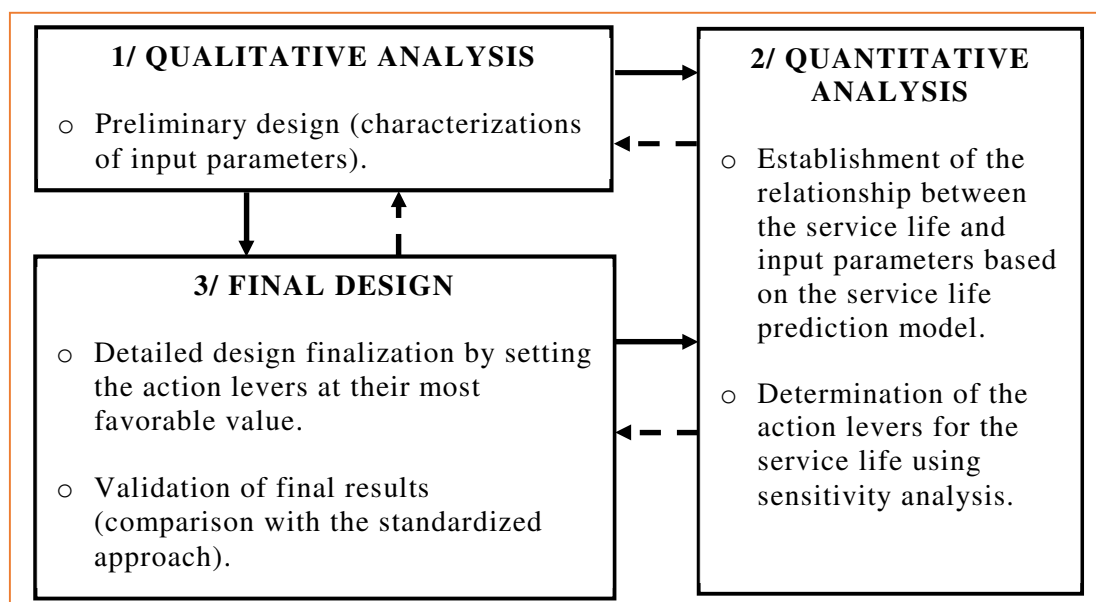 1/ QUALITATIVE ANALYSIS
o Preliminary design (characterizations
of input parameters).
2/ QUANTITATIVE
ANALYSIS
o Establishment of the
relationship between
the service life and
input parameters based
on the service life
prediction model.
o Determination of the
action levers for the
service life using
sensitivity analysis.
3/ FINAL DESIGN
o Detailed design finalization by setting
the action levers at their most
favorable value.
o Validation of final results
(comparison with the standardized
approach).